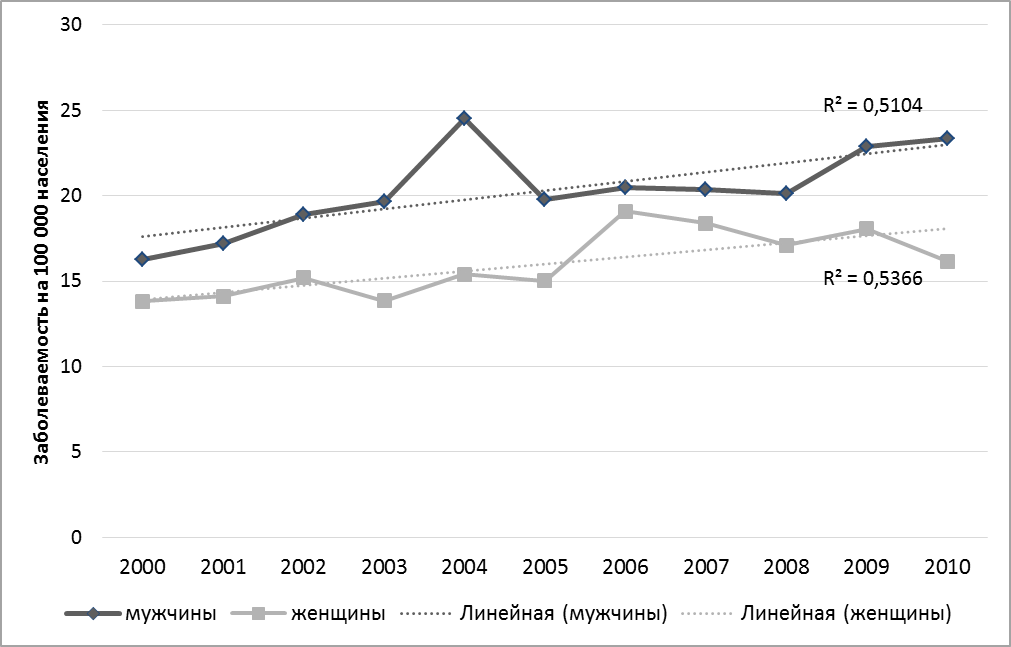 Заболеваемость на 100 000 населения
30
25
20
15
10
5
0
R² = 0,5104
R² = 0,5366
2000 2001 2002 2003 2004 2005 2006 2007 2008 2009 2010
мужчины женщины Линейная (мужчины) Линейная (женщины)